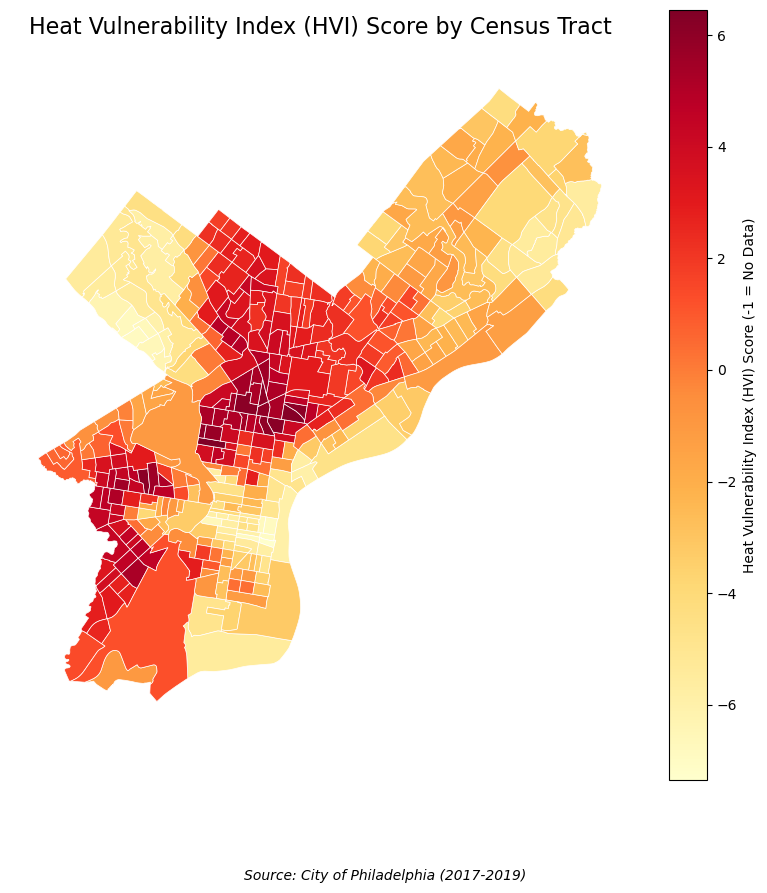 Heat Vulnerability Index (HVI) Score by Census Tract
6
4
2
0
−2
−4
−6
Heat Vulnerability Index (HVI) Score (-1 = No Data)
Source: City of Philadelphia (2017-2019)